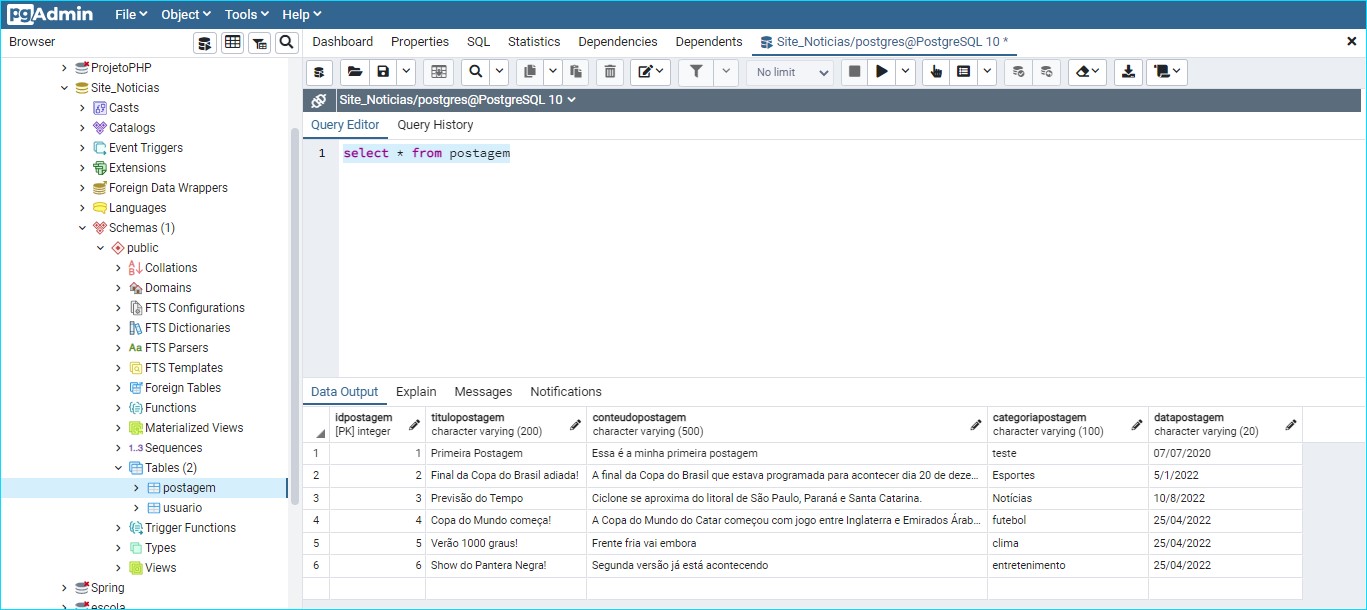 pgAdmin File Object Tools Help
Browser
Dashboard Properties SQL Statistics Dependencies Dependents Site_Noticias/postgres@PostgreSQL 10 *
ProjetoPHP
Site_Noticias
Casts
Catalogs
Event Triggers
Extensions
Foreign Data Wrappers
Languages
Schemas (1)
public
Collations
Domains
FTS Configurations
FTS Dictionaries
Aa FTS Parsers
FTS Templates
Foreign Tables
Functions
Materialized Views
1..3 Sequences
Tables (2)
postagem
usuario
Trigger Functions
Types
Views
Spring
escola
No limit
Site_Noticias/postgres@PostgreSQL 10
Query Editor Query History
1 select * from postagem
Data Output Explain Messages Notifications
idpostagem titulopostagem conteudopostagem categoriapostagem datapostagem
[PK] integer character varying (200) character varying (500) character varying (100) character varying (20)
1 1 Primeira Postagem Essa é a minha primeira postagem teste 07/07/2020
2 2 Final da Copa do Brasil adiada! A final da Copa do Brasil que estava programada para acontecer dia 20 de deze... Esportes 5/1/2022
3 3 Previsão do Tempo Ciclone se aproxima do litoral de São Paulo, Paraná e Santa Catarina. Notícias 10/8/2022
4 4 Copa do Mundo começa! A Copa do Mundo do Catar começou com jogo entre Inglaterra e Emirados Árab... futebol 25/04/2022
5 5 Verão 1000 graus! Frente fria vai embora clima 25/04/2022
6 6 Show do Pantera Negra! Segunda versão já está acontecendo entretenimento 25/04/2022